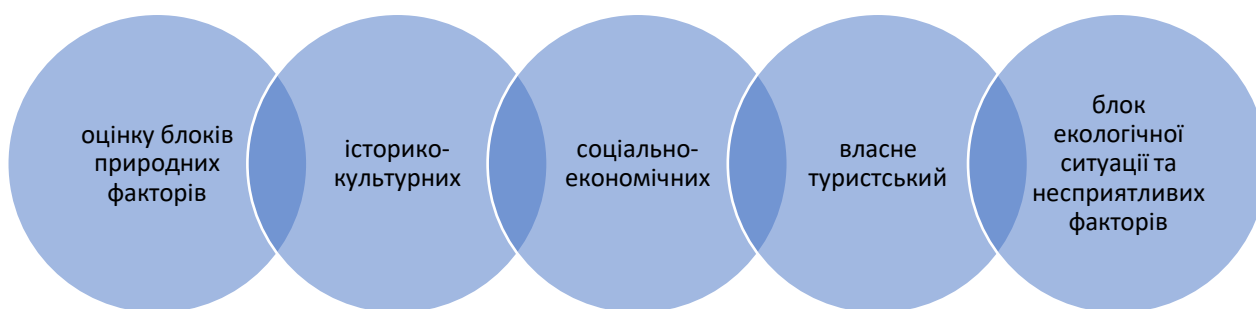 оцінку блоків
природних
факторів
історико-
культурних
соціально-
економічних
власне
туристський
блок
екологічної
ситуації та
несприятливих
факторів